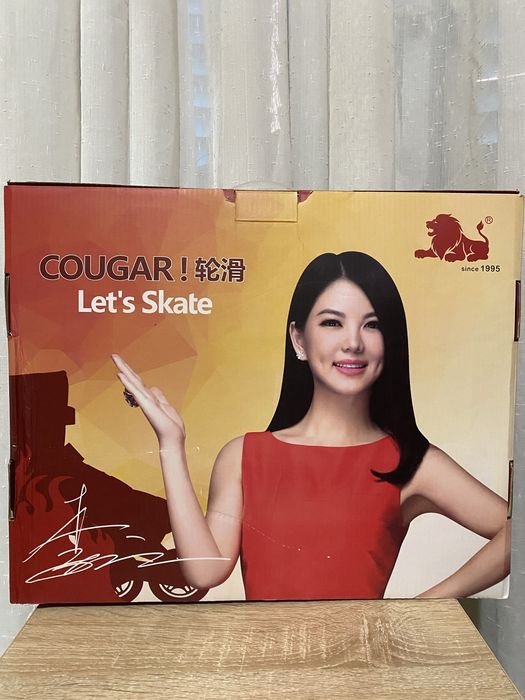 COUGAR！轮滑
Let's Skate
®
since 1995